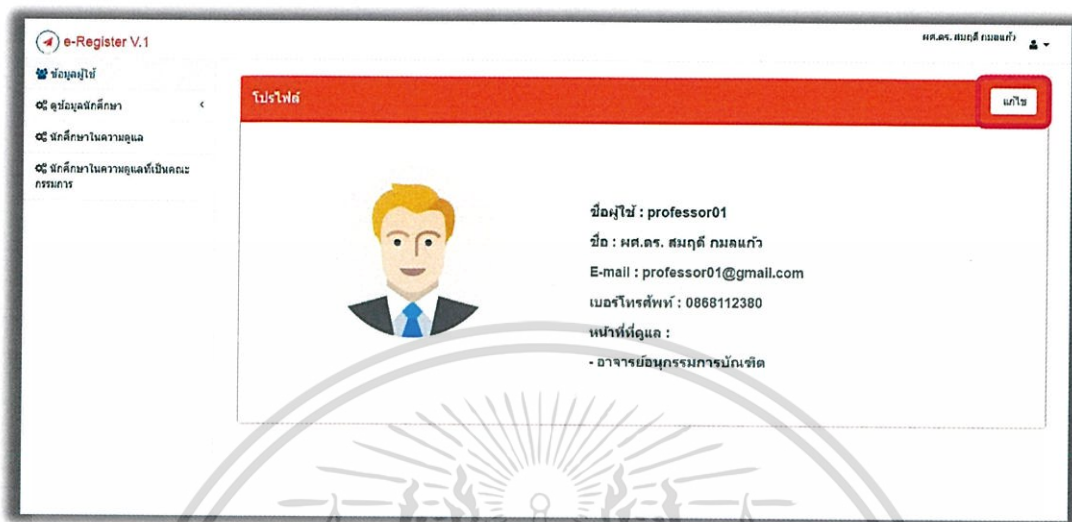 e-Register V.1
ผศ.ดร. สมฤดี กมลแก้ว
ข้อมูลผู้ใช้
ดูข้อมูลนักศึกษา
นักศึกษาในความดูแล
นักศึกษาในความดูแลที่เป็นคณะ
กรรมการ
โปรไฟล์
แก้ไข
ชื่อผู้ใช้ : professor01
ชื่อ : ผศ.ดร. สมฤดี กมลแก้ว
E-mail : professor01@gmail.com
เบอร์โทรศัพท์ : 0868112380
หน้าที่ที่ดูแล :
- อาจารย์อนุกรรมการบัณฑิต